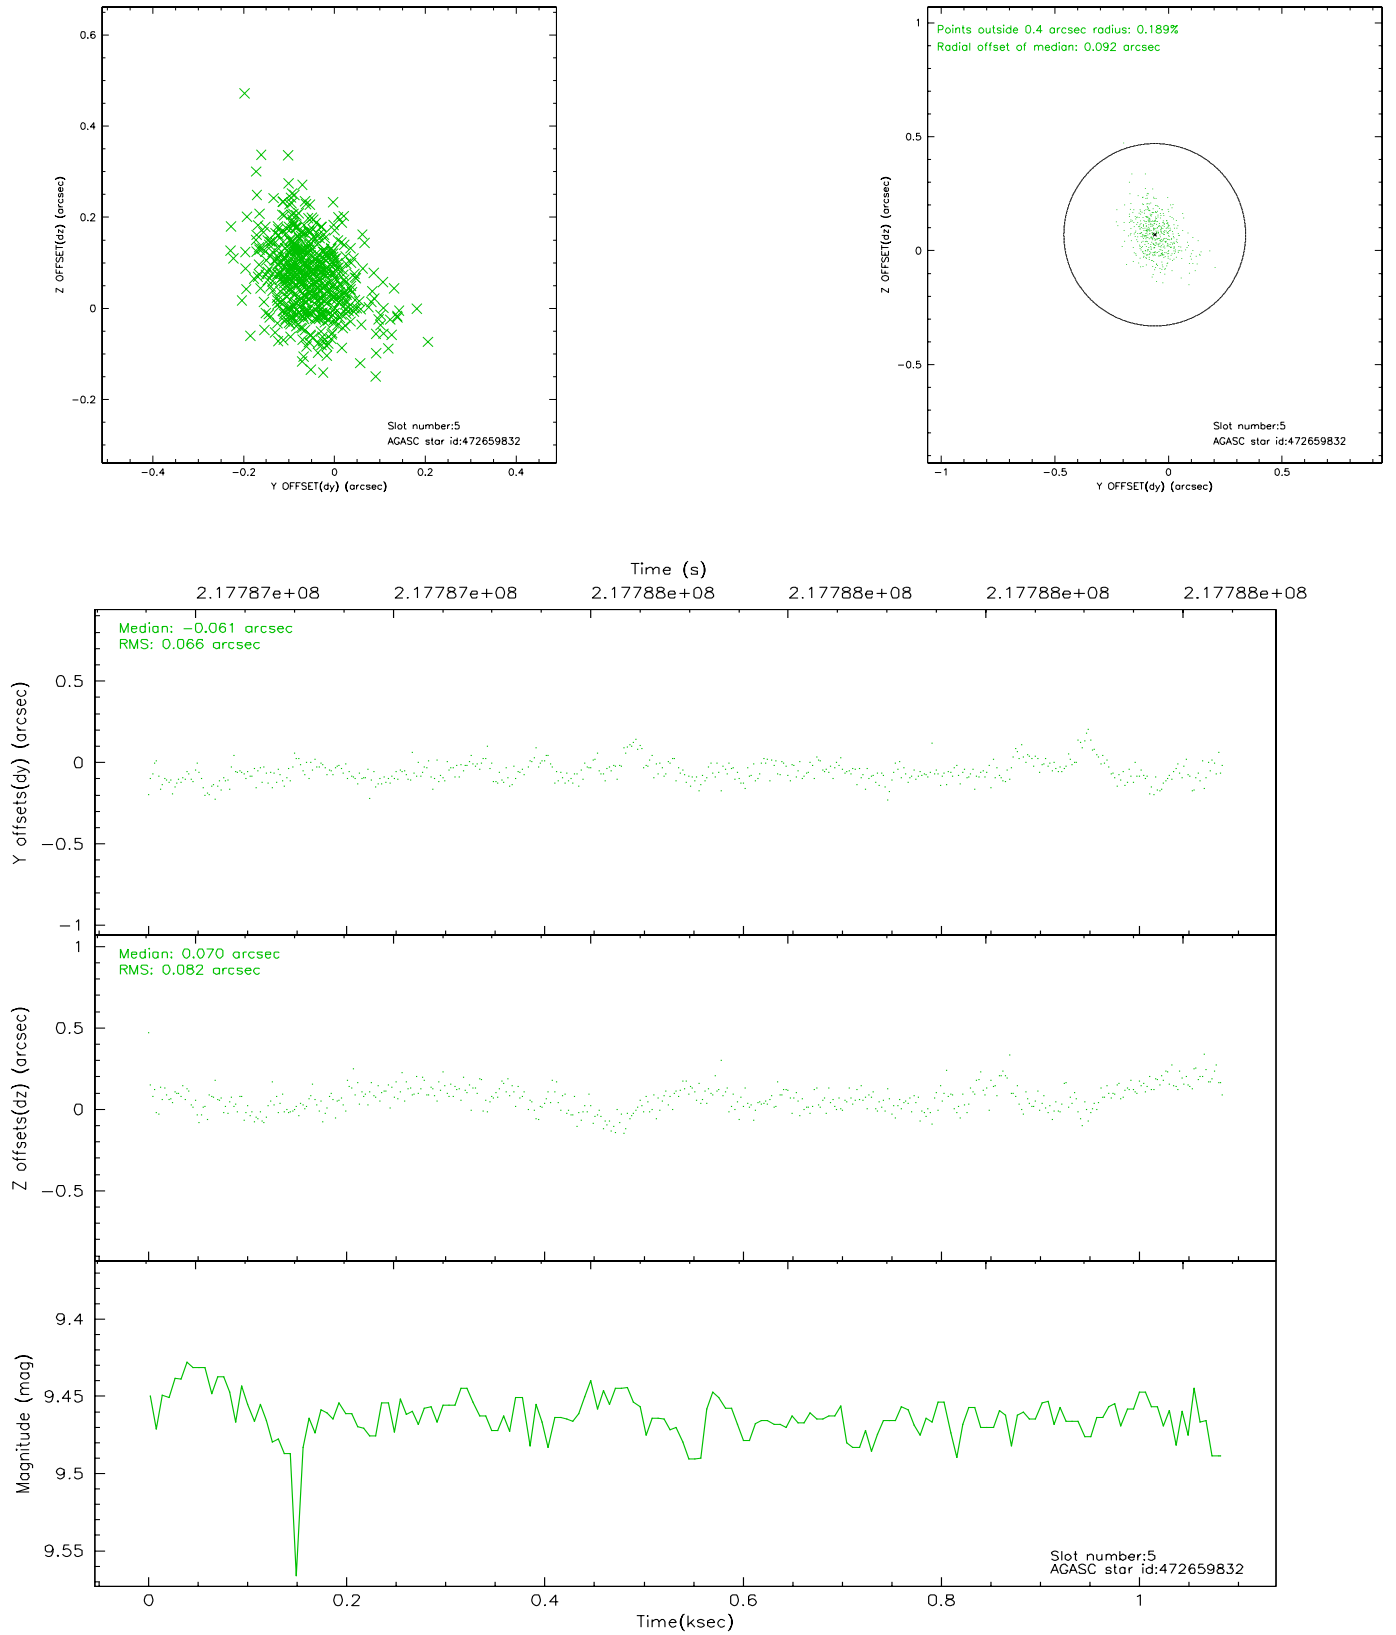 0.6
0.4
0.2
0
−0.2
Z OFFSET(dz) (arcsec)
Slot number:5
AGASC star id:472659832
−0.4 −0.2 0 0.2 0.4
Y OFFSET(dy) (arcsec)
Points outside 0.4 arcsec radius: 0.189%
Radial offset of median: 0.092 arcsec
1
0.5
0
−0.5
Z OFFSET(dz) (arcsec)
Slot number:5
AGASC star id:472659832
−1 −0.5 0 0.5
Y OFFSET(dy) (arcsec)
Time (s)
2.17787e+08 2.17787e+08 2.17788e+08 2.17788e+08 2.17788e+08 2.17788e+08
Median: −0.061 arcsec
RMS: 0.066 arcsec
0.5
0
−0.5
−1
Y offsets(dy) (arcsec)
Median: 0.070 arcsec
RMS: 0.082 arcsec
1
0.5
0
−0.5
Z offsets(dz) (arcsec)
9.4
9.45
9.5
9.55
Magnitude (mag)
Slot number:5
AGASC star id:472659832
0 0.2 0.4 0.6 0.8 1
Time(ksec)